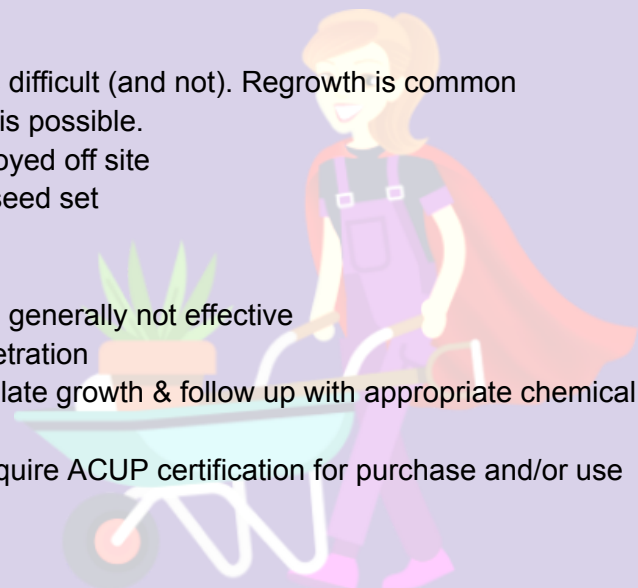 difficult (and not). Regrowth is common
is possible.
oyed off site
seed set
generally not effective
etration
late growth & follow up with appropriate chemical
quire ACUP certification for purchase and/or use